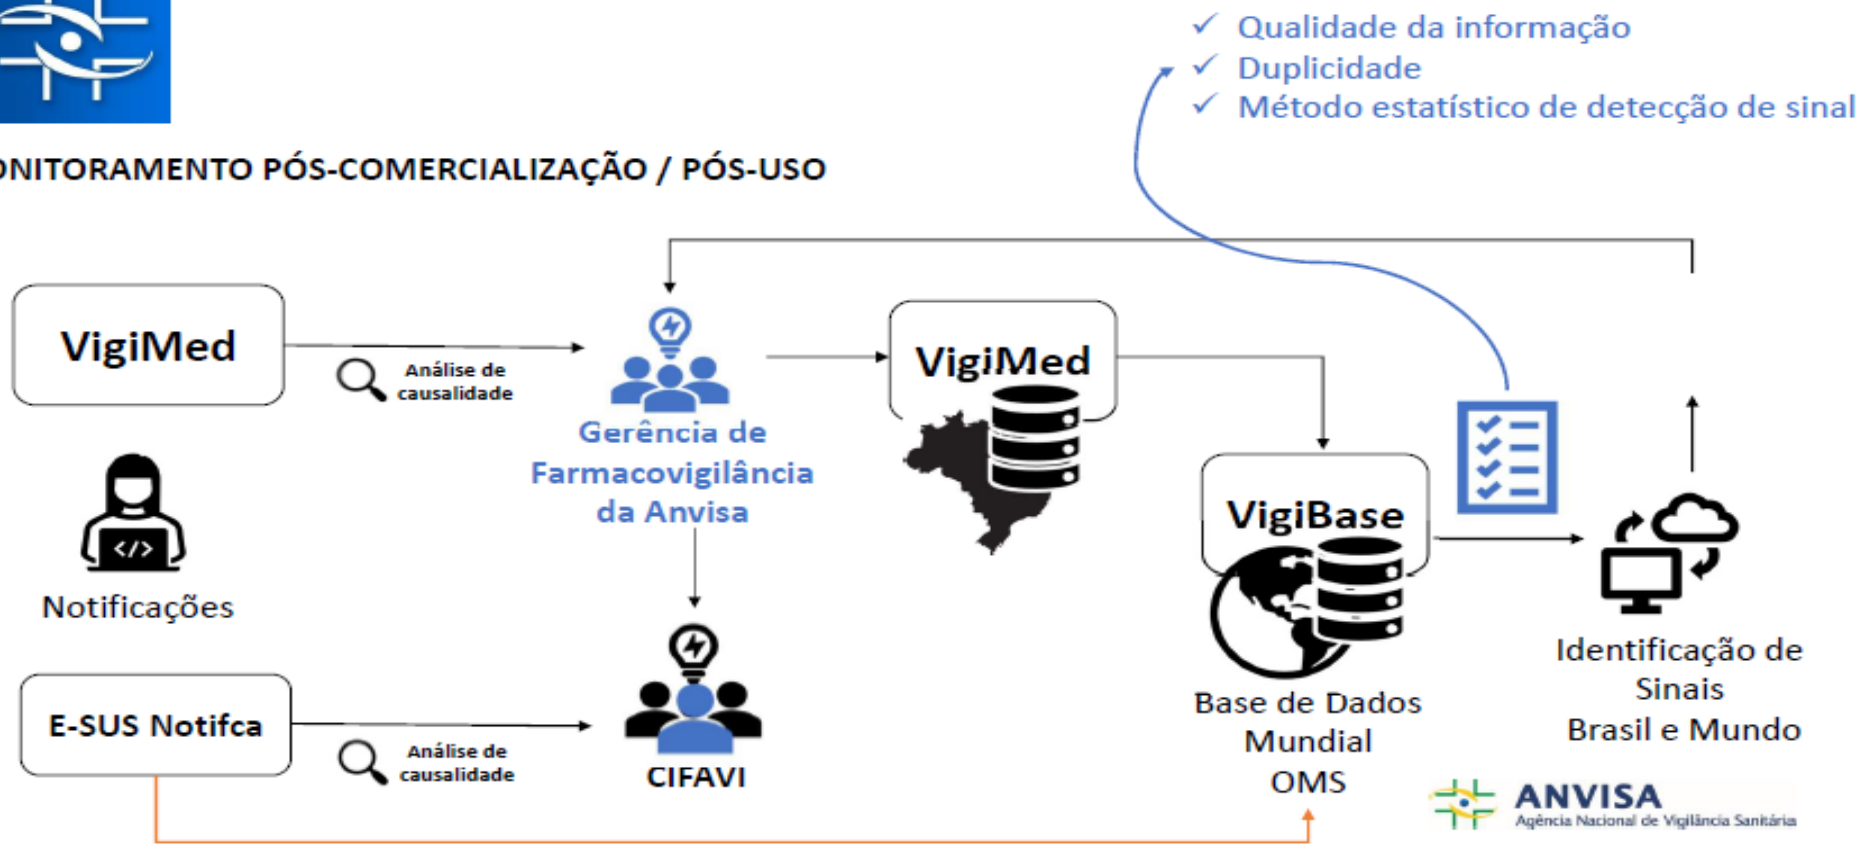 Qualidade da informação
Duplicidade
Método estatístico de detecção de sinal
ONITORAMENTO PÓS-COMERCIALIZAÇÃO / PÓS-USO
VigiMed
Análise de
causalidade
Gerência de
Farmacovigilância
da Anvisa
VigiMed
VigiBase
</>
Notificações
E-SUS Notifca
Análise de
causalidade
CIFAVI
Base de Dados
Mundial
OMS
Identificação de
Sinais
Brasil e Mundo
ANVISA
Agência Nacional de Vigilância Sanitária